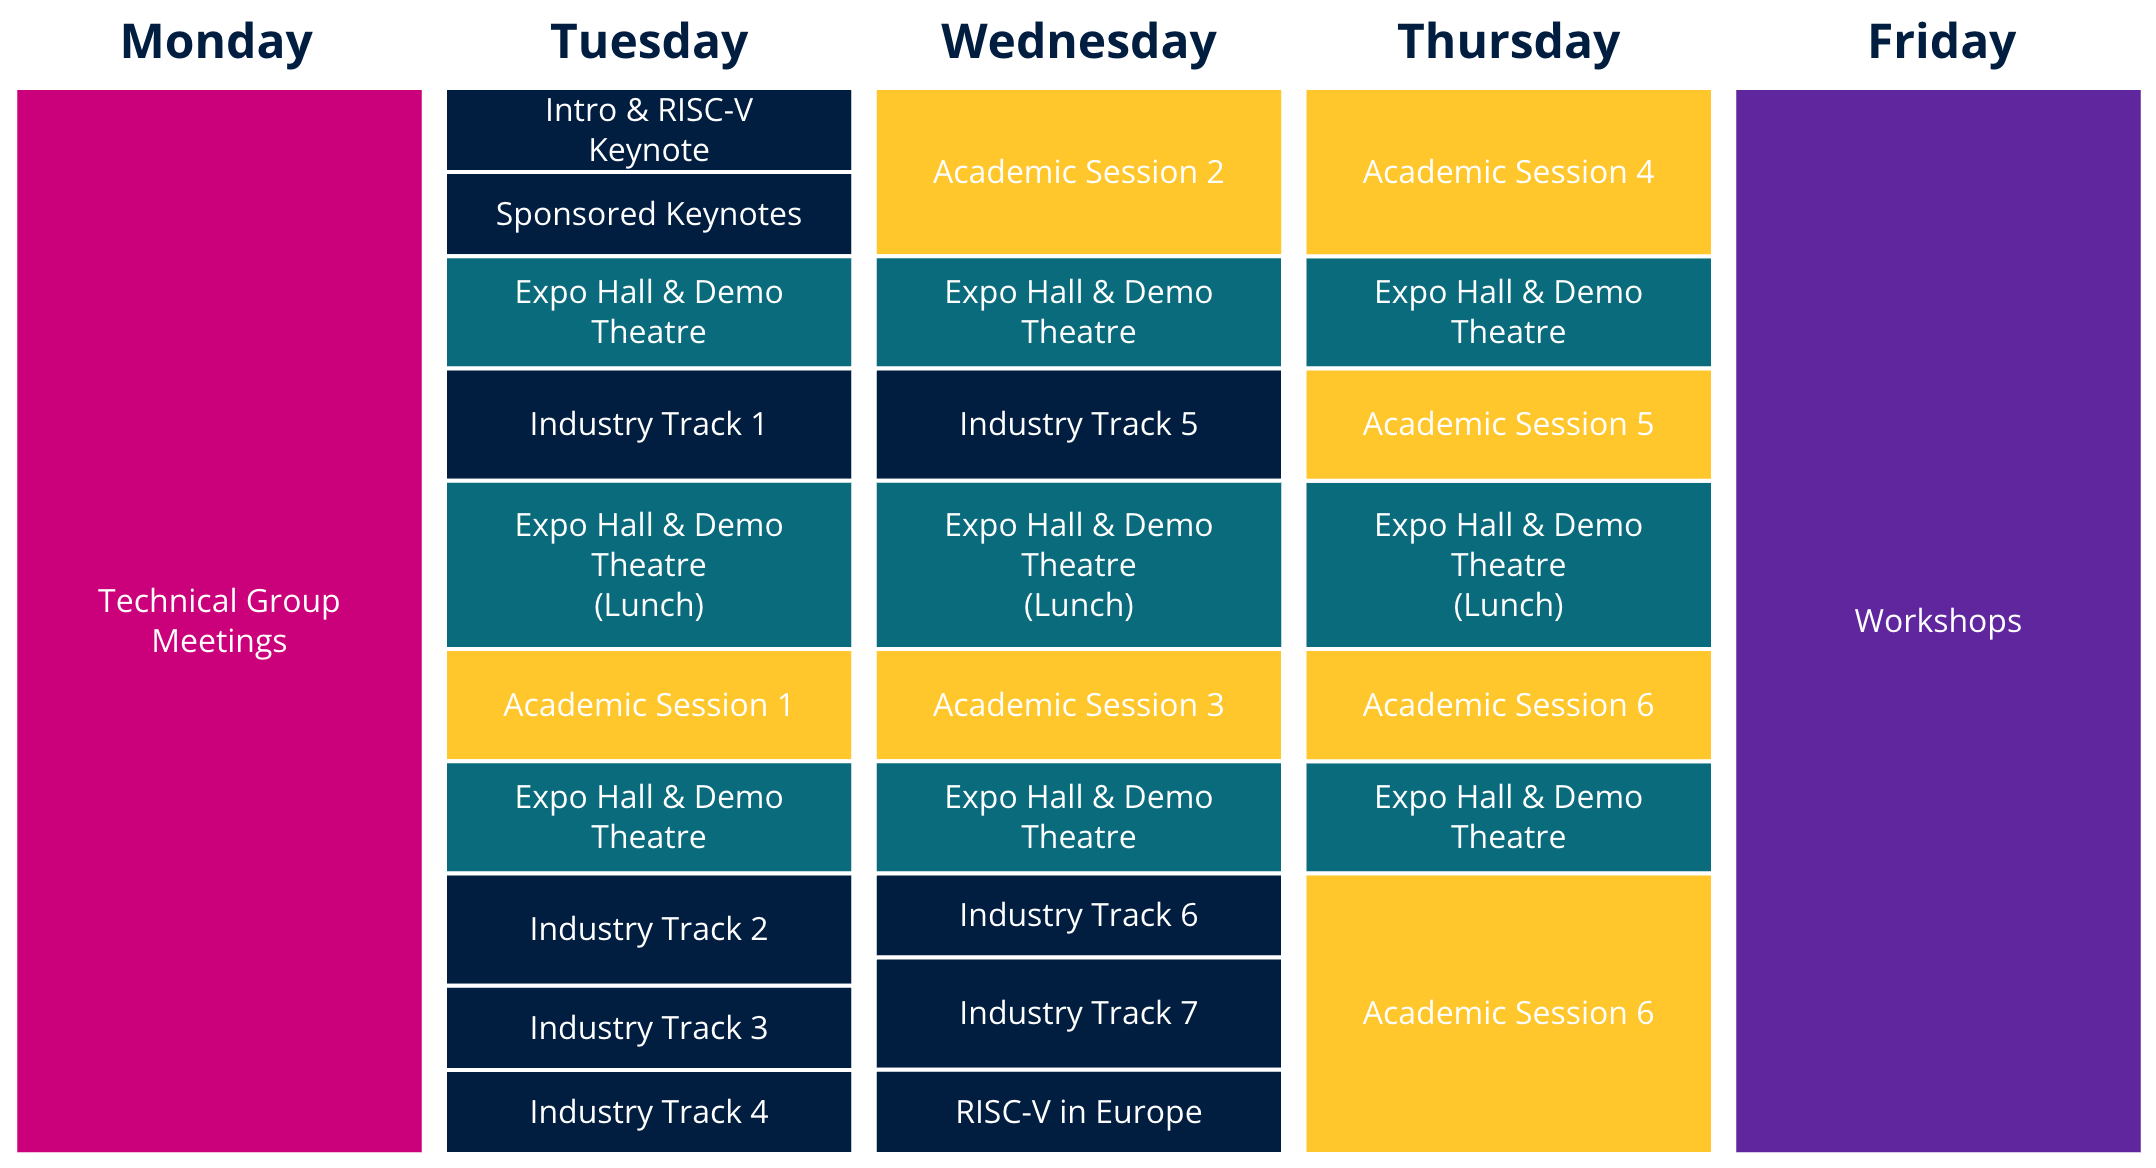 Monday
Tuesday
Wednesday
Thursday
Friday
Technical Group
Meetings
Intro & RISC-V
Keynote
Sponsored Keynotes
Expo Hall & Demo
Theatre
Industry Track 1
Expo Hall & Demo
Theatre
(Lunch)
Academic Session 1
Expo Hall & Demo
Theatre
Industry Track 2
Industry Track 3
Industry Track 4
Academic Session 2
Expo Hall & Demo
Theatre
Industry Track 5
Expo Hall & Demo
Theatre
(Lunch)
Academic Session 3
Expo Hall & Demo
Theatre
Industry Track 6
Industry Track 7
RISC-V in Europe
Academic Session 4
Expo Hall & Demo
Theatre
Academic Session 5
Expo Hall & Demo
Theatre
(Lunch)
Academic Session 6
Expo Hall & Demo
Theatre
Academic Session 6
Workshops